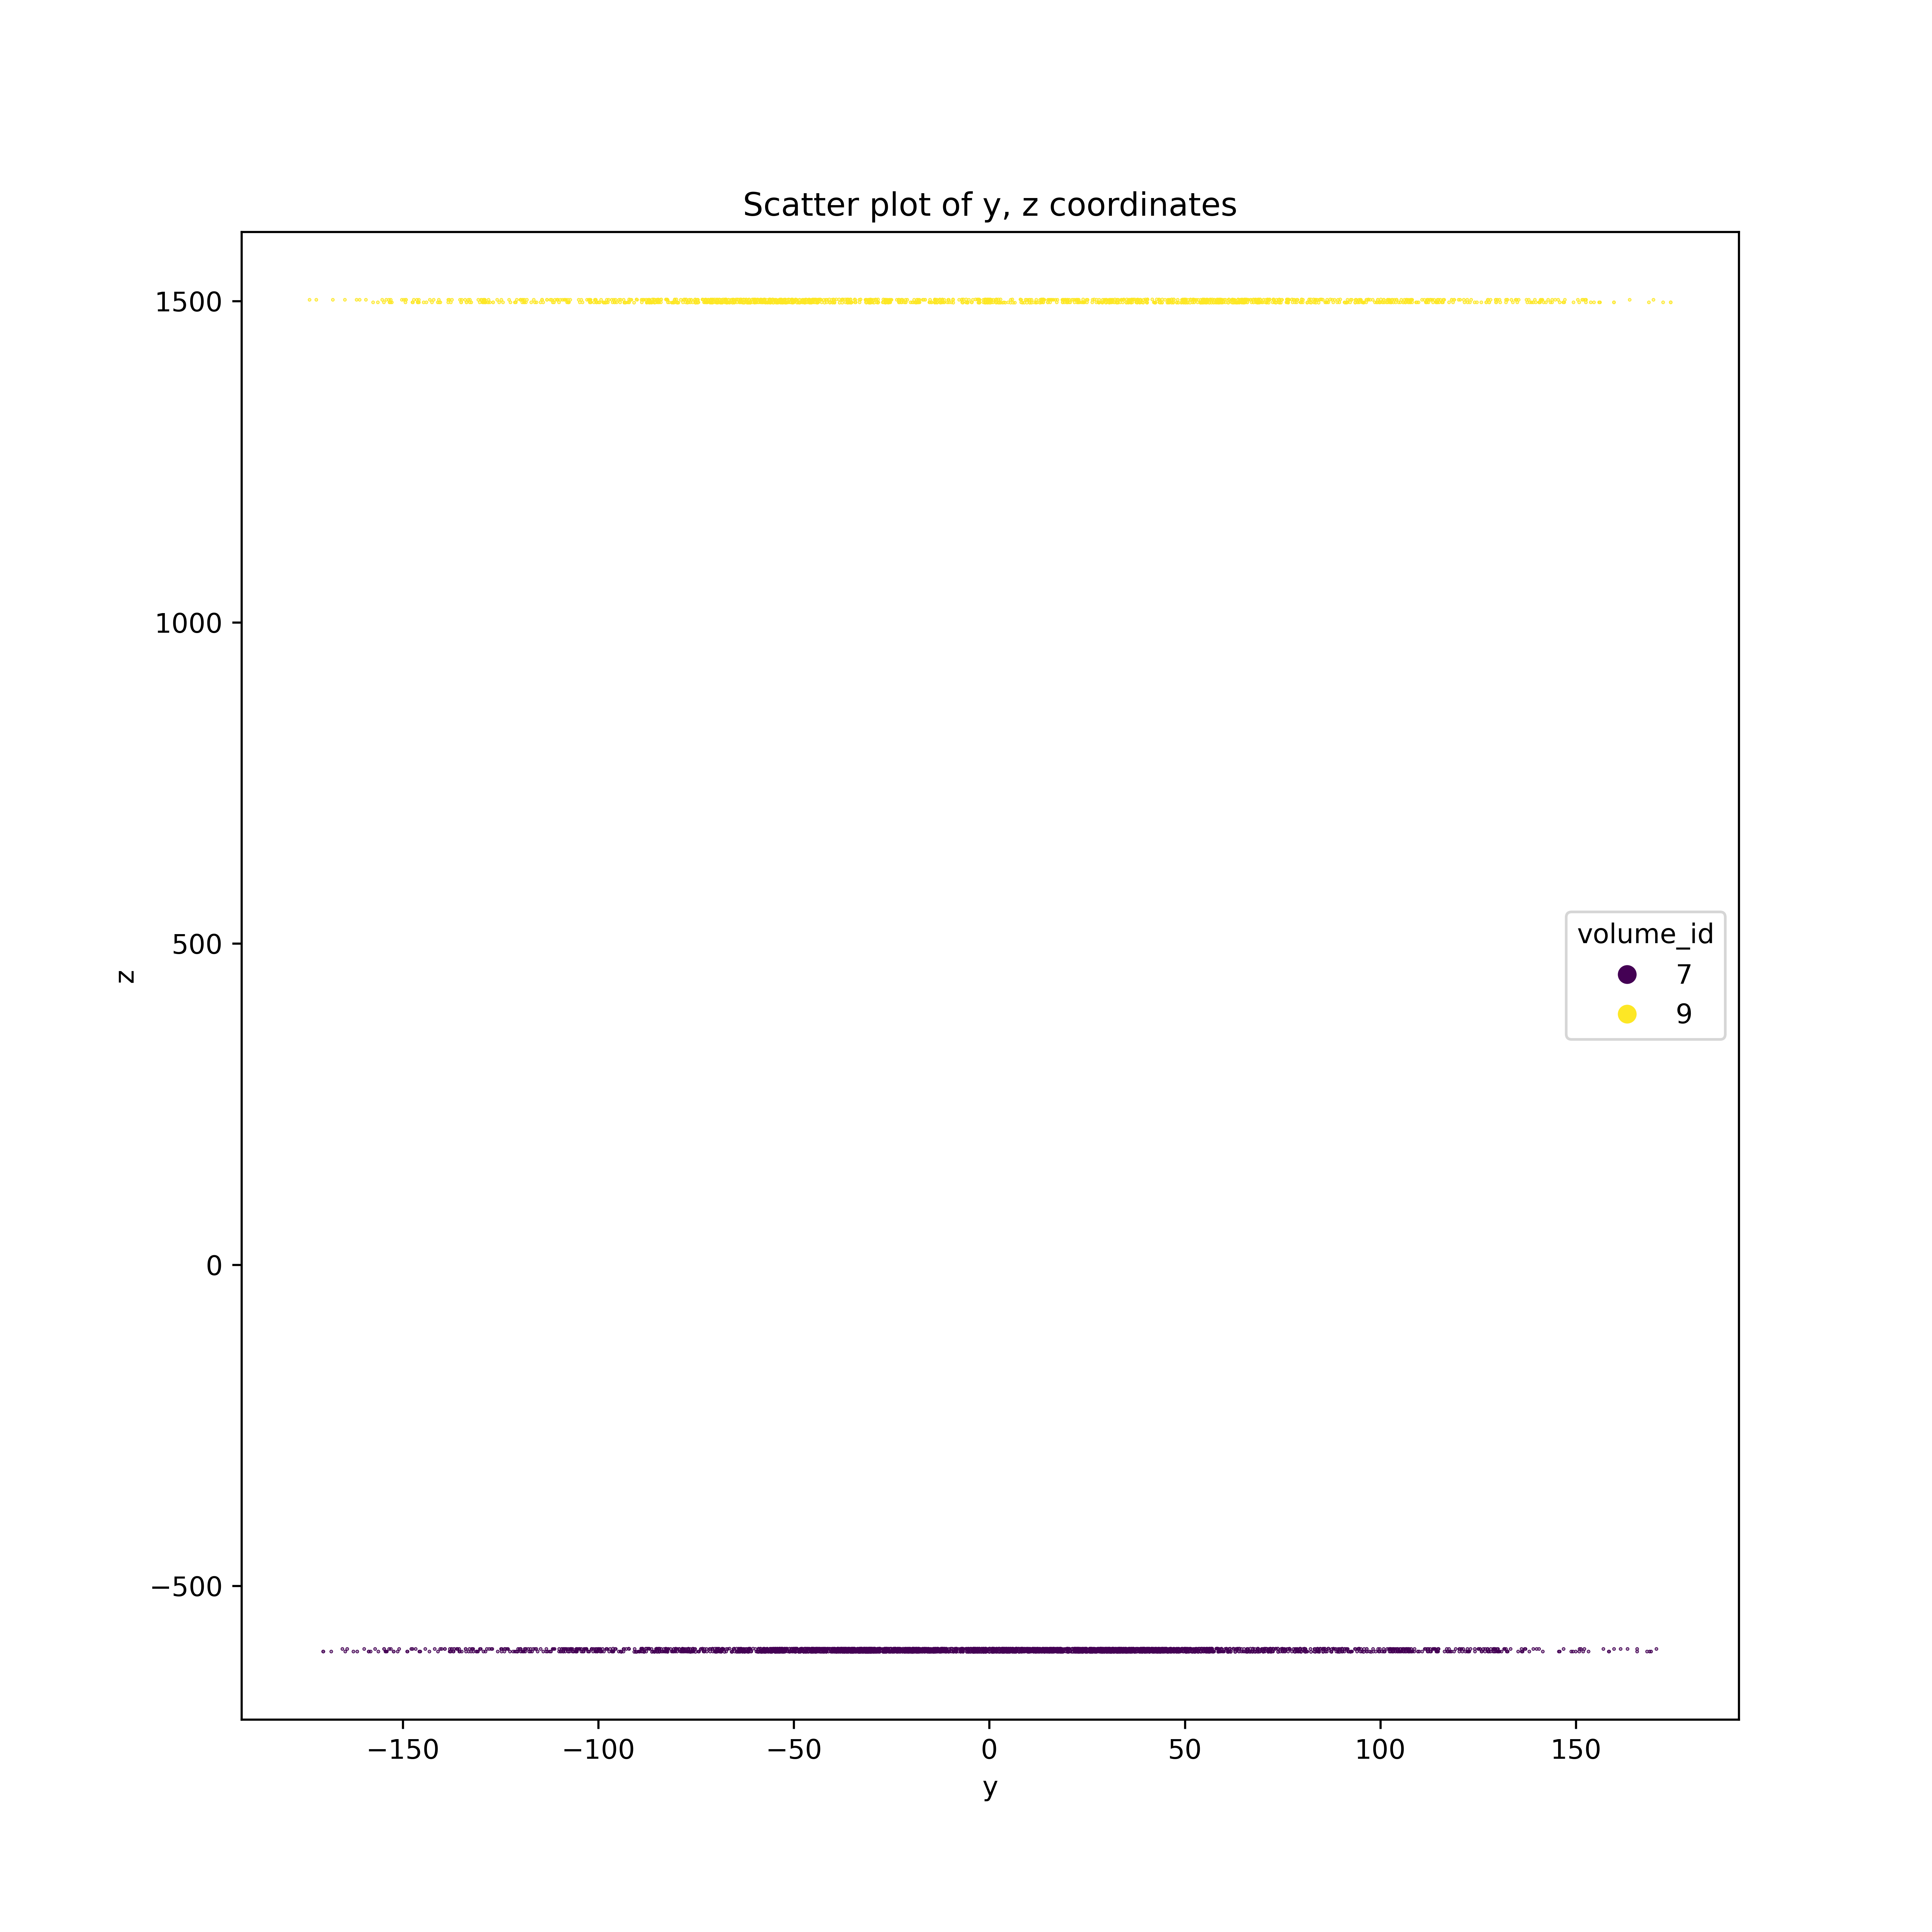 Scatter plot of y, z coordinates
1500
1000
500
0
−500
z
volume_id
7
9
−150 −100 −50 0 50 100 150
y